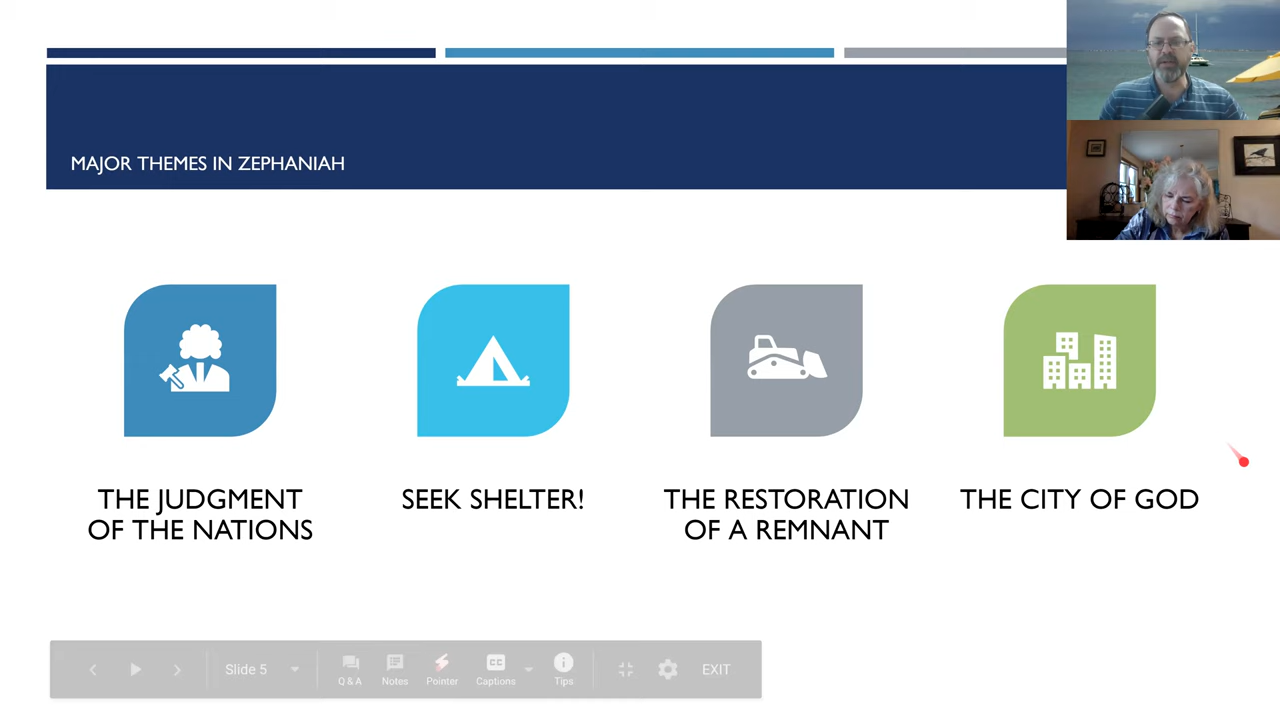 MAJOR THEMES IN ZEPHANIAH
THE JUDGMENT
OF THE NATIONS
SEEK SHELTER!
THE RESTORATION
OF A REMNANT
THE CITY OF GOD
Slide 5
Q & A
Notes
Pointer
CC
Captions
Tips
EXIT